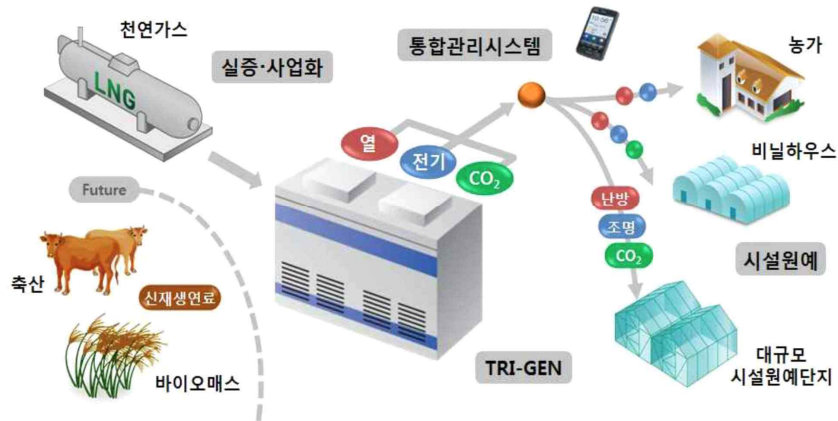 천연가스
LNG
실증·사업화
통합관리시스템
농가
열
전기
CO₂
비닐하우스
Future
난방
조명
CO₂
시설원예
축산
신재생연료
바이오매스
TRI-GEN
대규모
시설원예단지